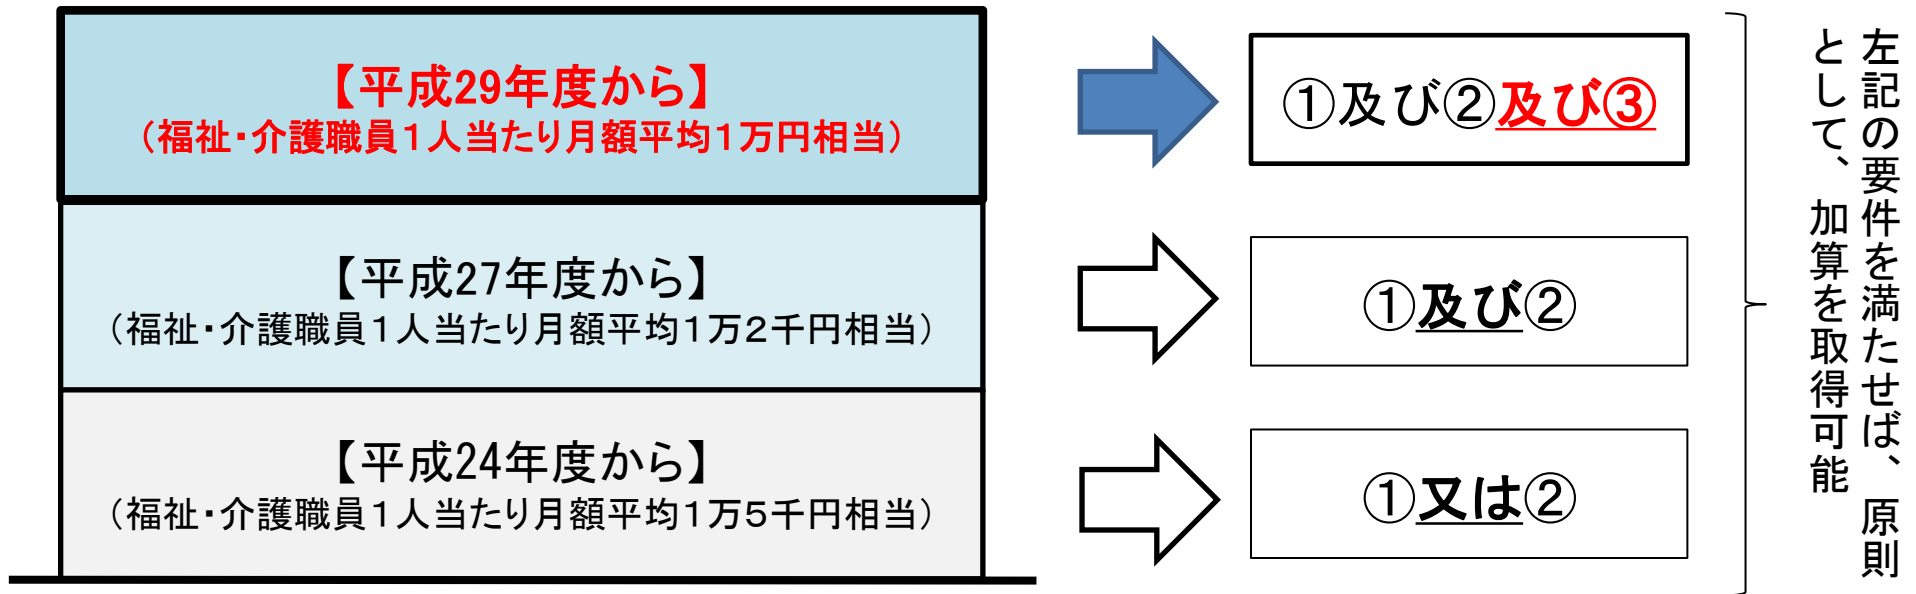 【平成29年度から】
（福祉・介護職員１人当たり月額平均１万円相当）
①及び②及び③
【平成27年度から】
（福祉・介護職員１人当たり月額平均１万２千円相当）
①及び②
【平成24年度から】
（福祉・介護職員１人当たり月額平均１万５千円相当）
①又は②
左記の要件を満たせば、原則
として、加算を取得可能